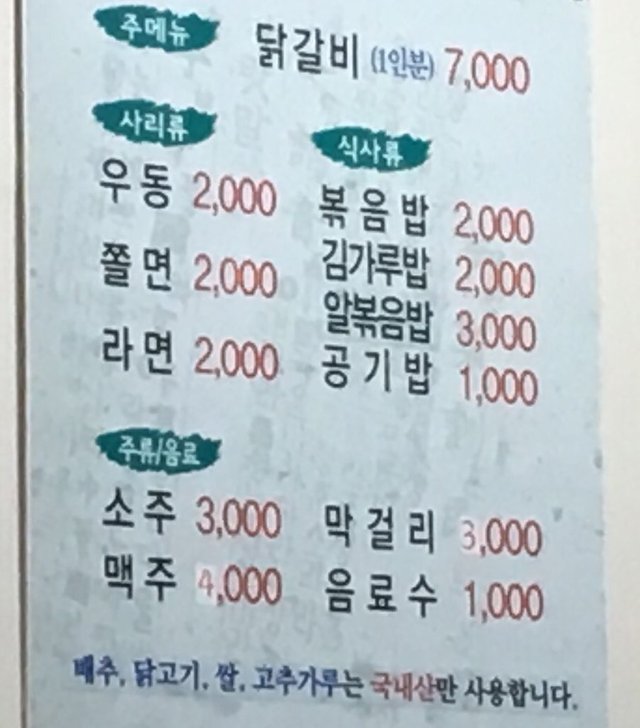 주메뉴
닭갈비 (1인분) 7,000
사리류
우동 2,000
쫄면 2,000
라면 2,000
식사류
볶음밥 2,000
김가루밥 2,000
알볶음밥 3,000
공기밥 1,000
주류/음료
소주 3,000
맥주 4,000
막걸리 3,000
음료수 1,000
배추, 닭고기, 쌀, 고추가루는 국내산만 사용합니다.